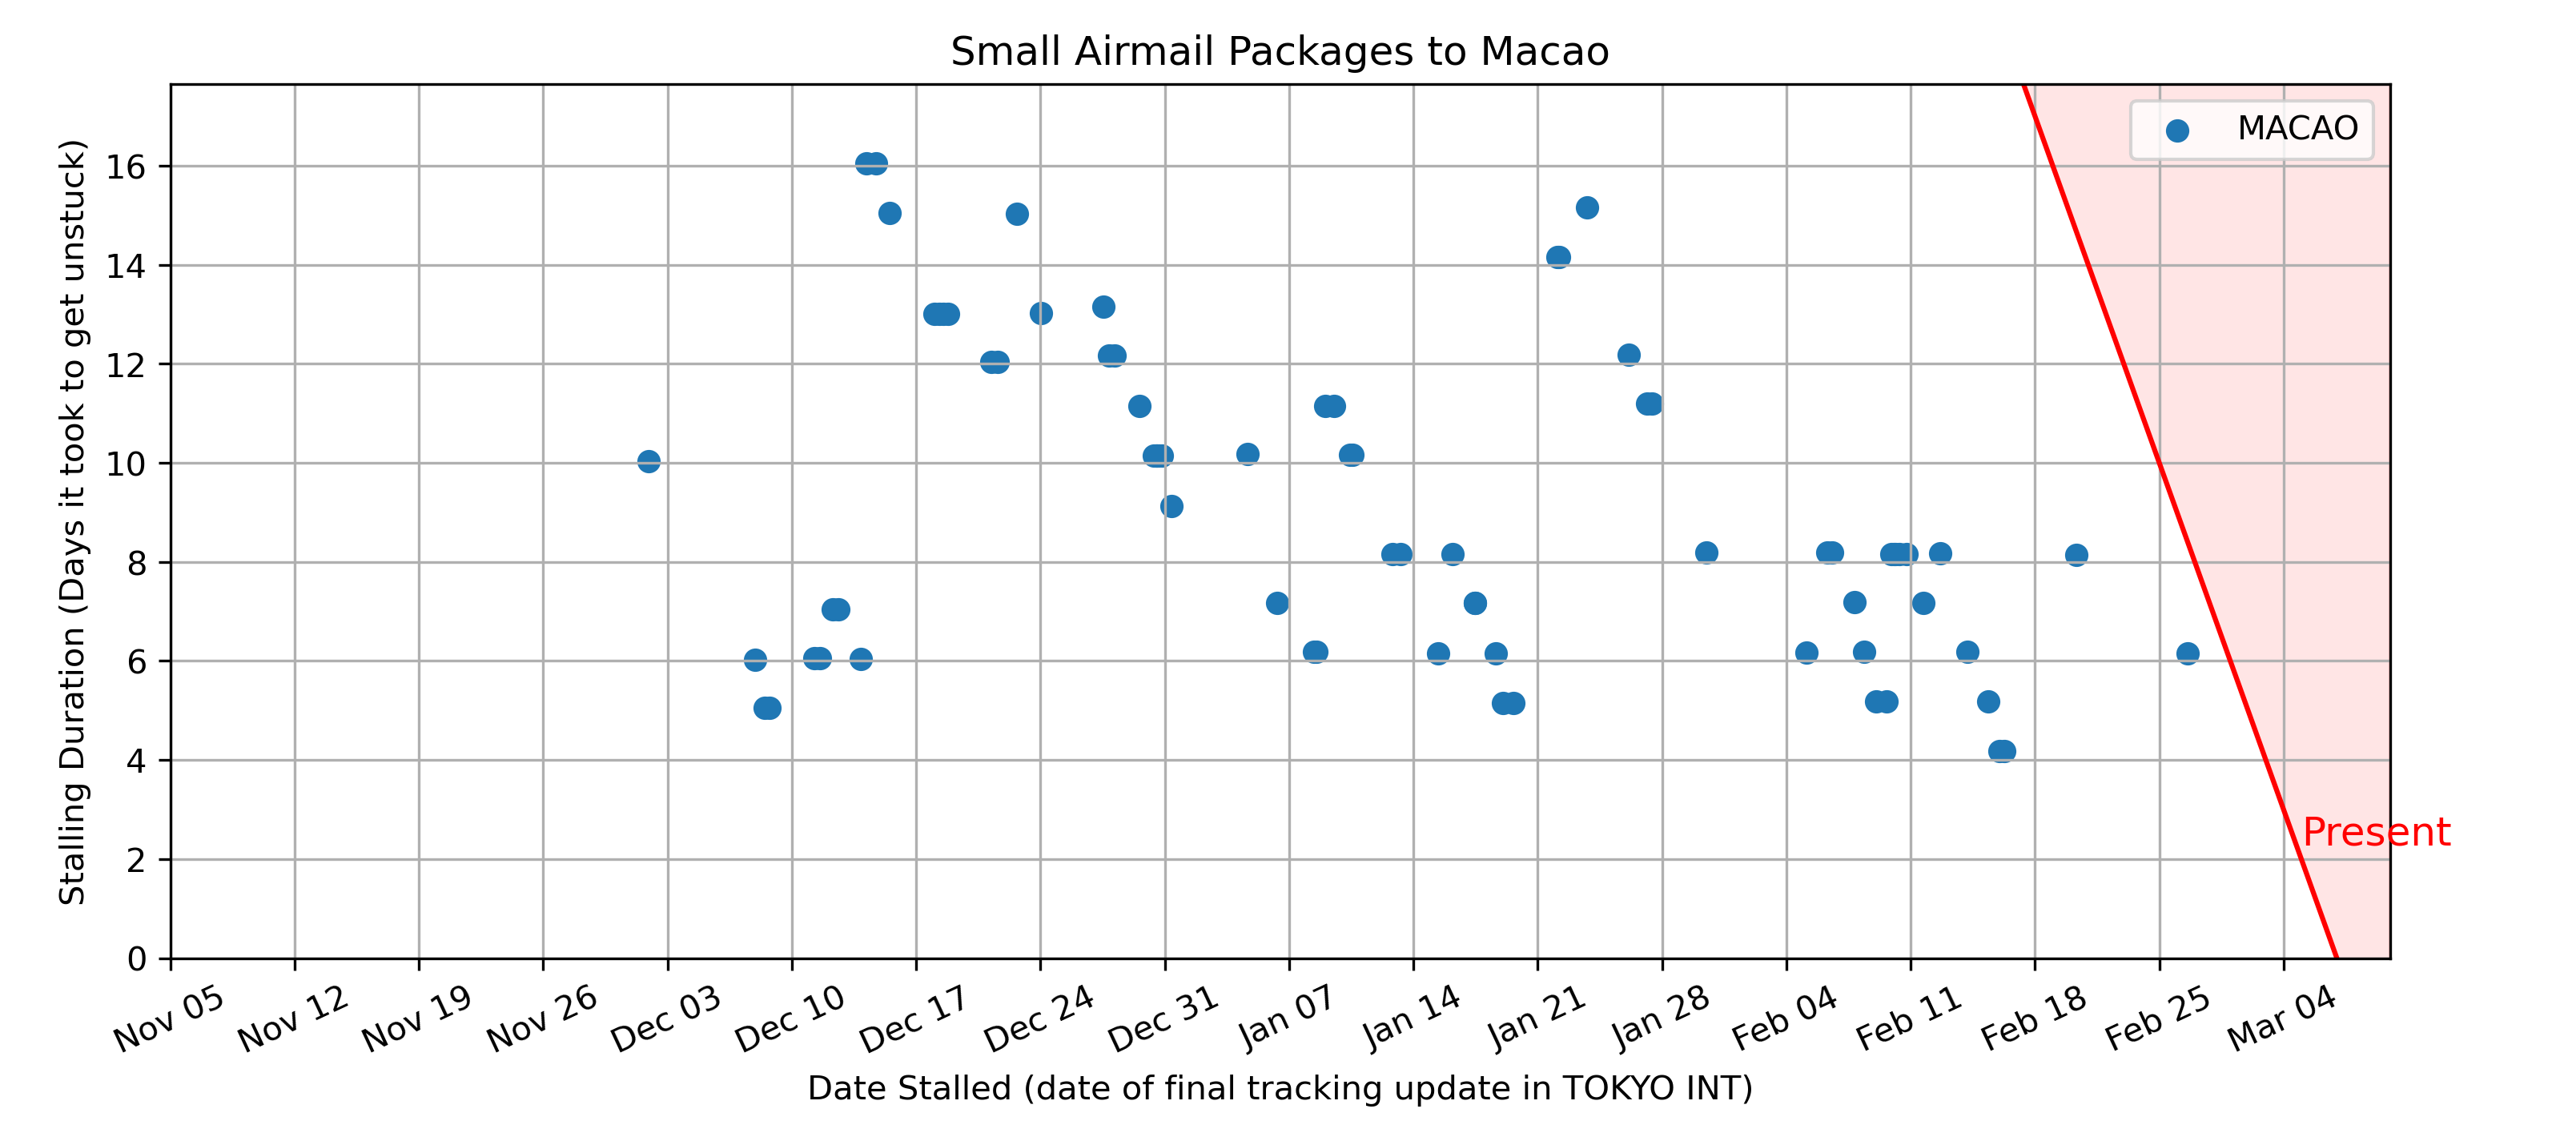 Small Airmail Packages to Macao
MACAO
Stalling Duration (Days it took to get unstuck)
16
14
12
10
8
6
4
2
0
Present
Nov 05 Nov 12 Nov 19 Nov 26 Dec 03 Dec 10 Dec 17 Dec 24 Dec 31 Jan 07 Jan 14 Jan 21 Jan 28 Feb 04 Feb 11 Feb 18 Feb 25 Mar 04
Date Stalled (date of final tracking update in TOKYO INT)